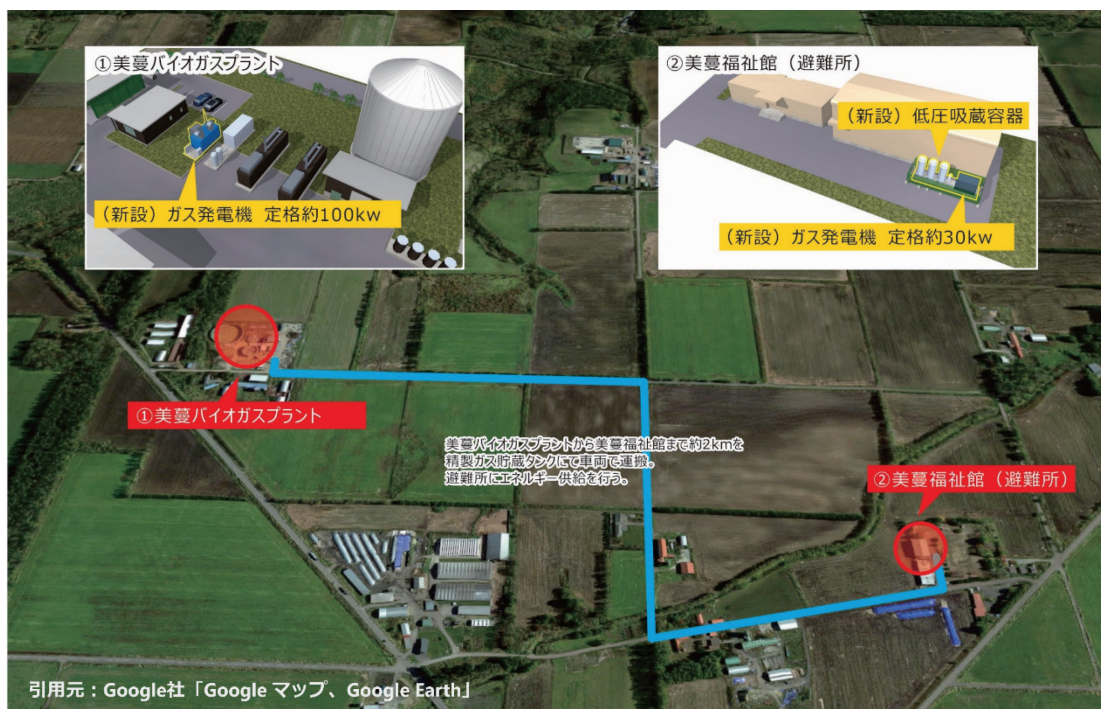 ①美蔓バイオガスプラント
(新設) ガス発電機 定格約100kw
②美蔓福祉館(避難所)
(新設) 低圧吸蔵容器
(新設) ガス発電機 定格約30kw
①美蔓バイオガスプラント
美蔓バイオガスプラントから美蔓福祉館まで約2kmを
精製ガス貯蔵タンクにて車両で運搬。
避難所にエネルギー供給を行う。
②美蔓福祉館(避難所)
引用元:Google社「Google マップ、Google Earth」